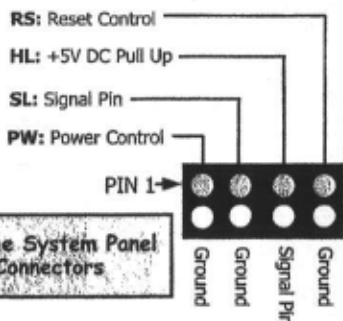 RS: Reset Control
HL: +5V DC Pull Up
SL: Signal Pin
PW: Power Control
PIN 1
System Panel
Connectors
Ground
Ground
Signal Pin
Ground